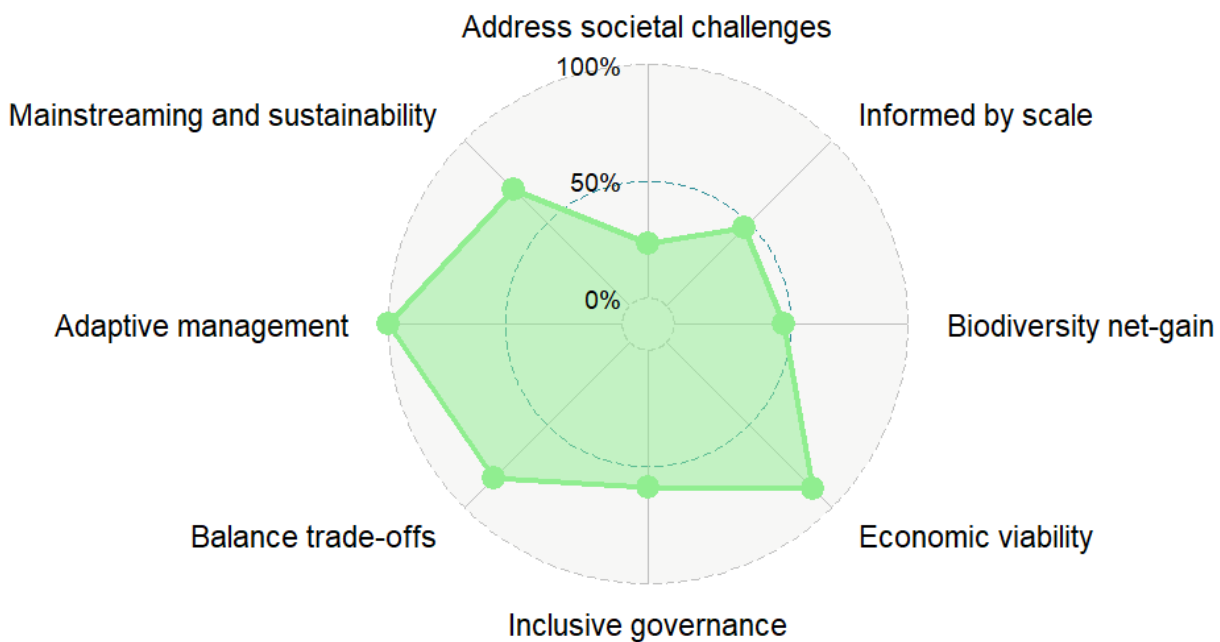 Address societal challenges
100%
Mainstreaming and sustainability
Informed by scale
50%
0%
Adaptive management
Biodiversity net-gain
Balance trade-offs
Economic viability
Inclusive governance